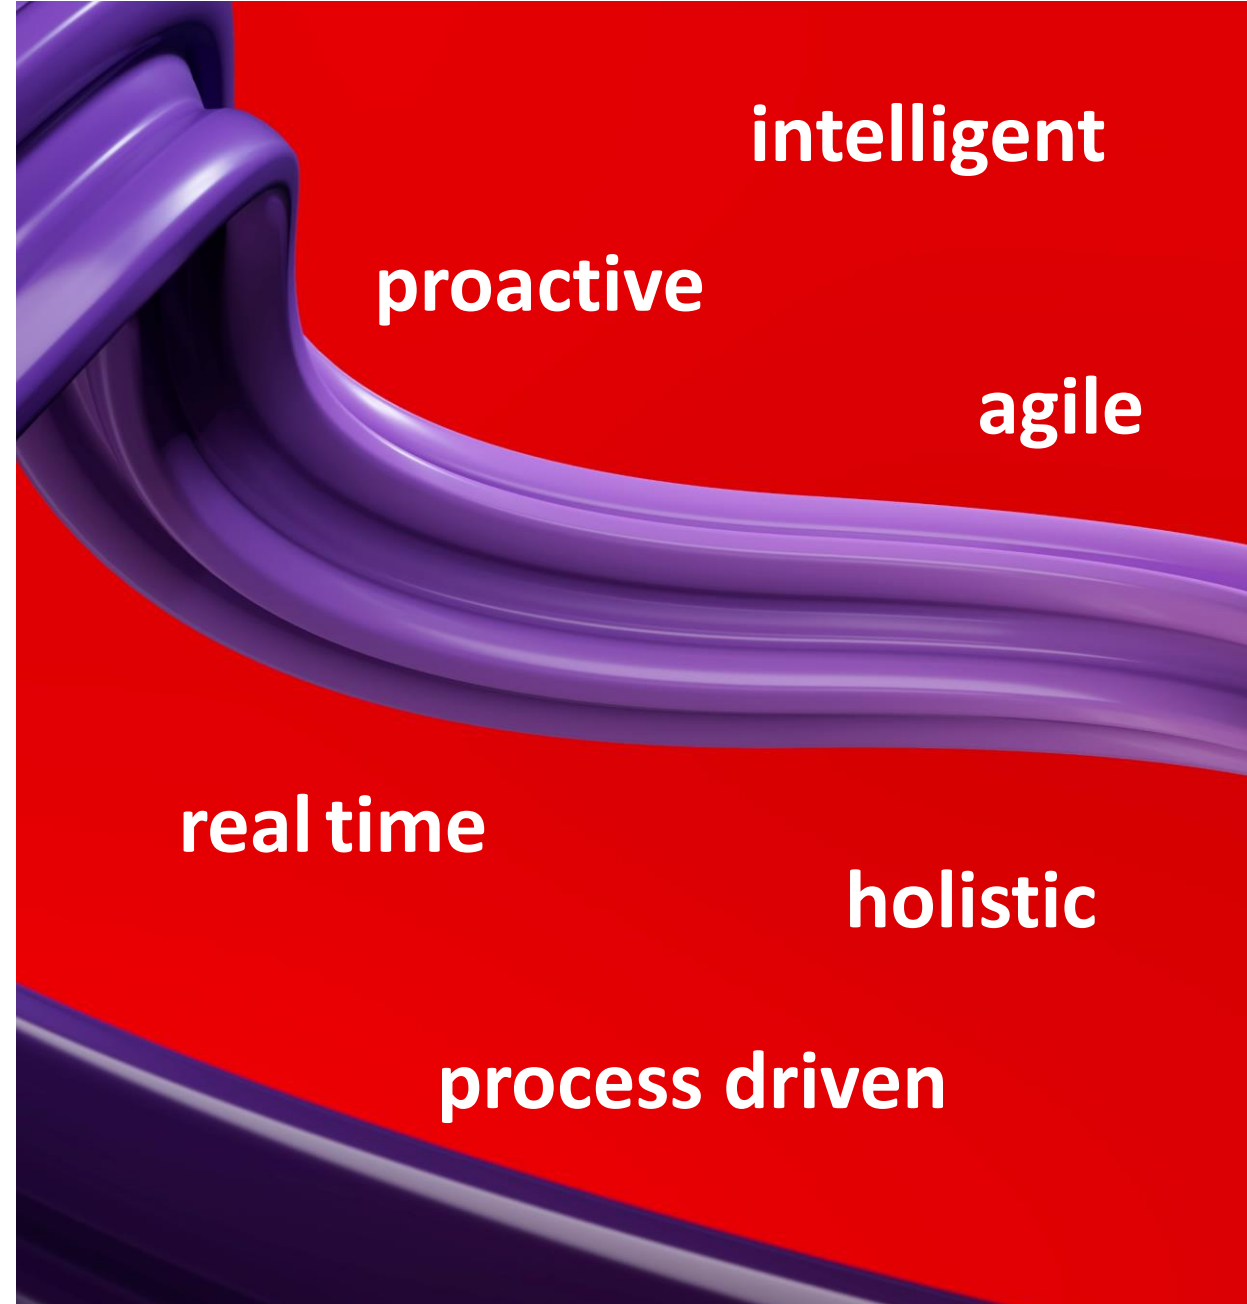 intelligent
proactive
agile
real time
holistic
process driven